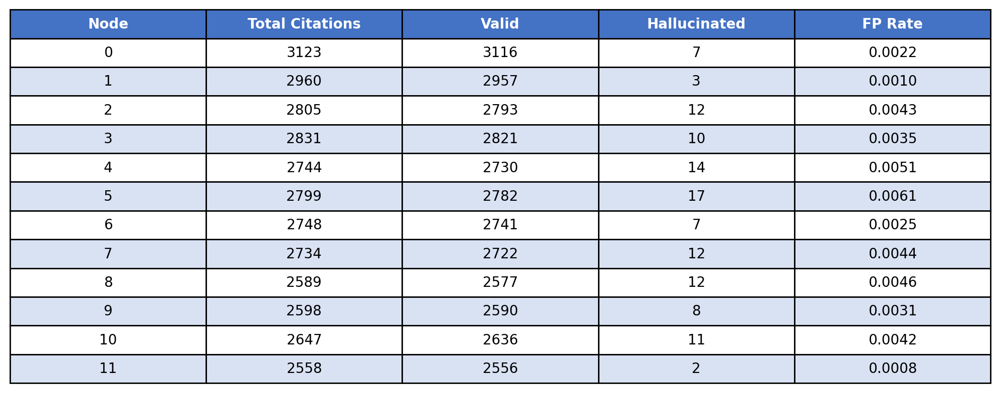 Node Total Citations Valid Hallucinated FP Rate
0 3123 3116 7 0.0022
1 2960 2957 3 0.0010
2 2805 2793 12 0.0043
3 2831 2821 10 0.0035
4 2744 2730 14 0.0051
5 2799 2782 17 0.0061
6 2748 2741 7 0.0025
7 2734 2722 12 0.0044
8 2589 2577 12 0.0046
9 2598 2590 8 0.0031
10 2647 2636 11 0.0042
11 2558 2556 2 0.0008